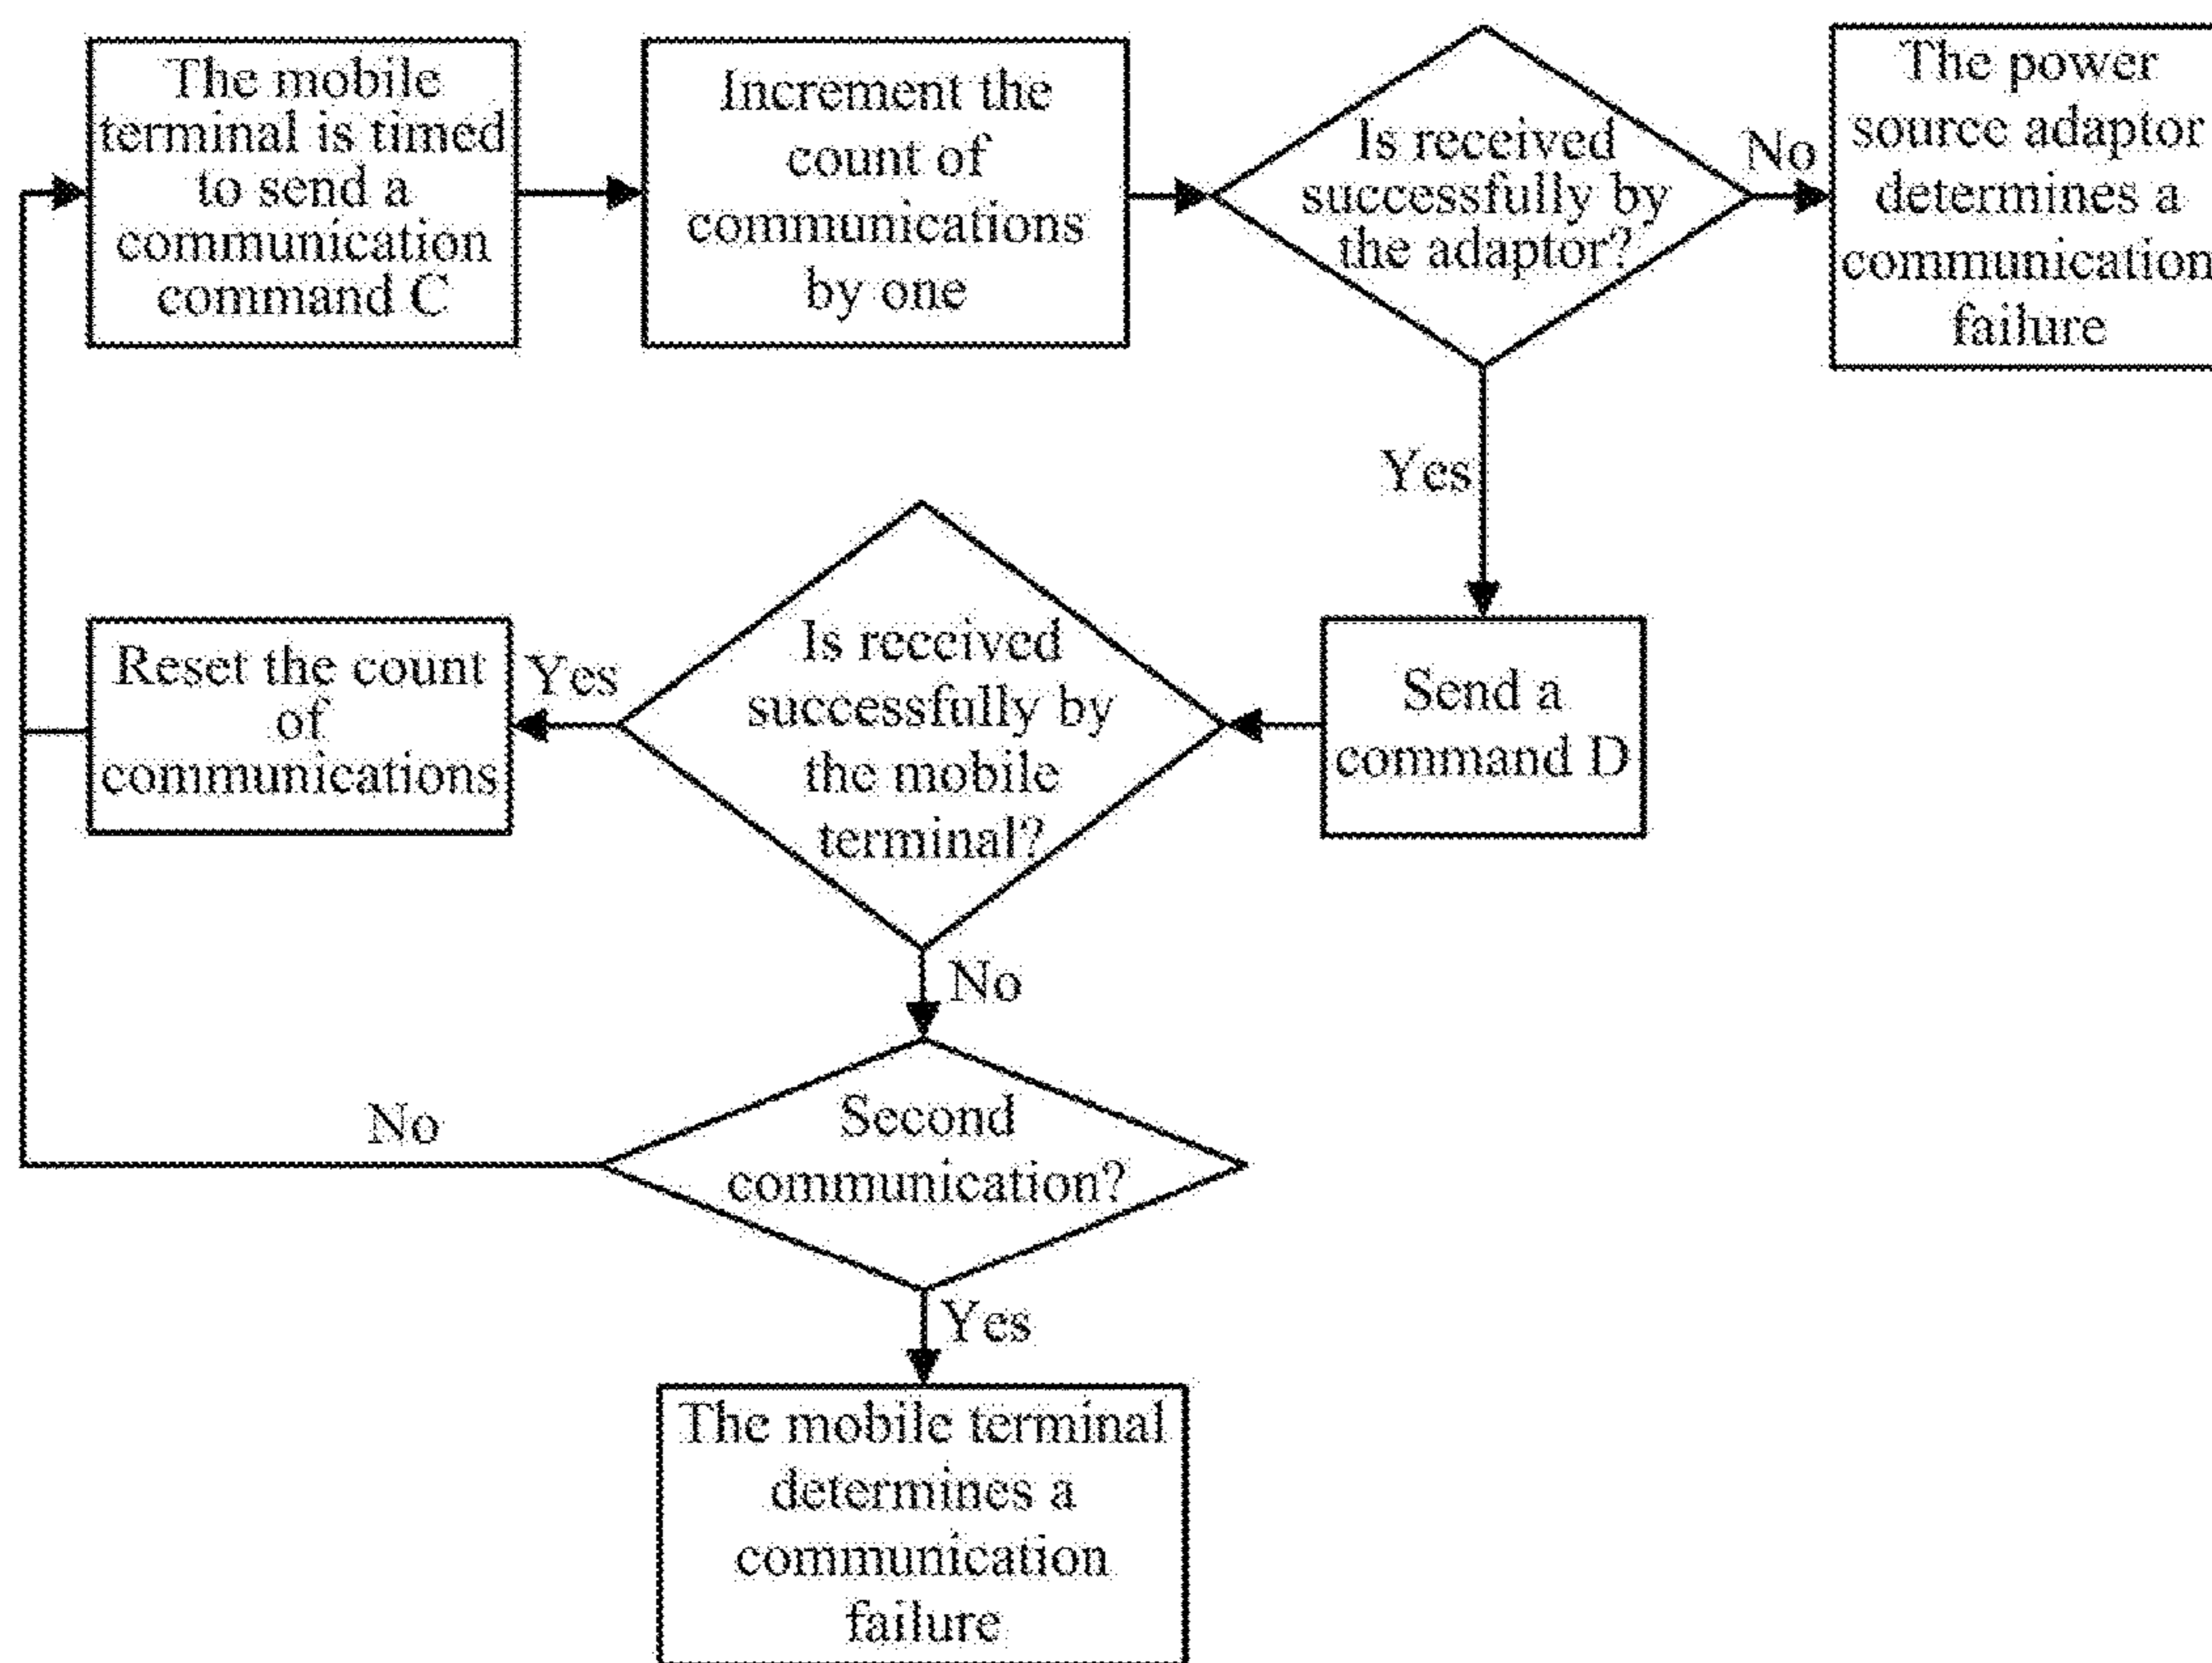 The mobile
terminal is timed
to send a
communication
command C
Increment the
count of
communications
by one
Is received
successfully by
the adaptor?
No
The power
source adaptor
determines a
communication
failure
Yes
Send a
command D
Is received
successfully by
the mobile
terminal?
Yes
Reset the count
of
communications
No
Second
communication?
No
Yes
The mobile terminal
determines a
communication
failure